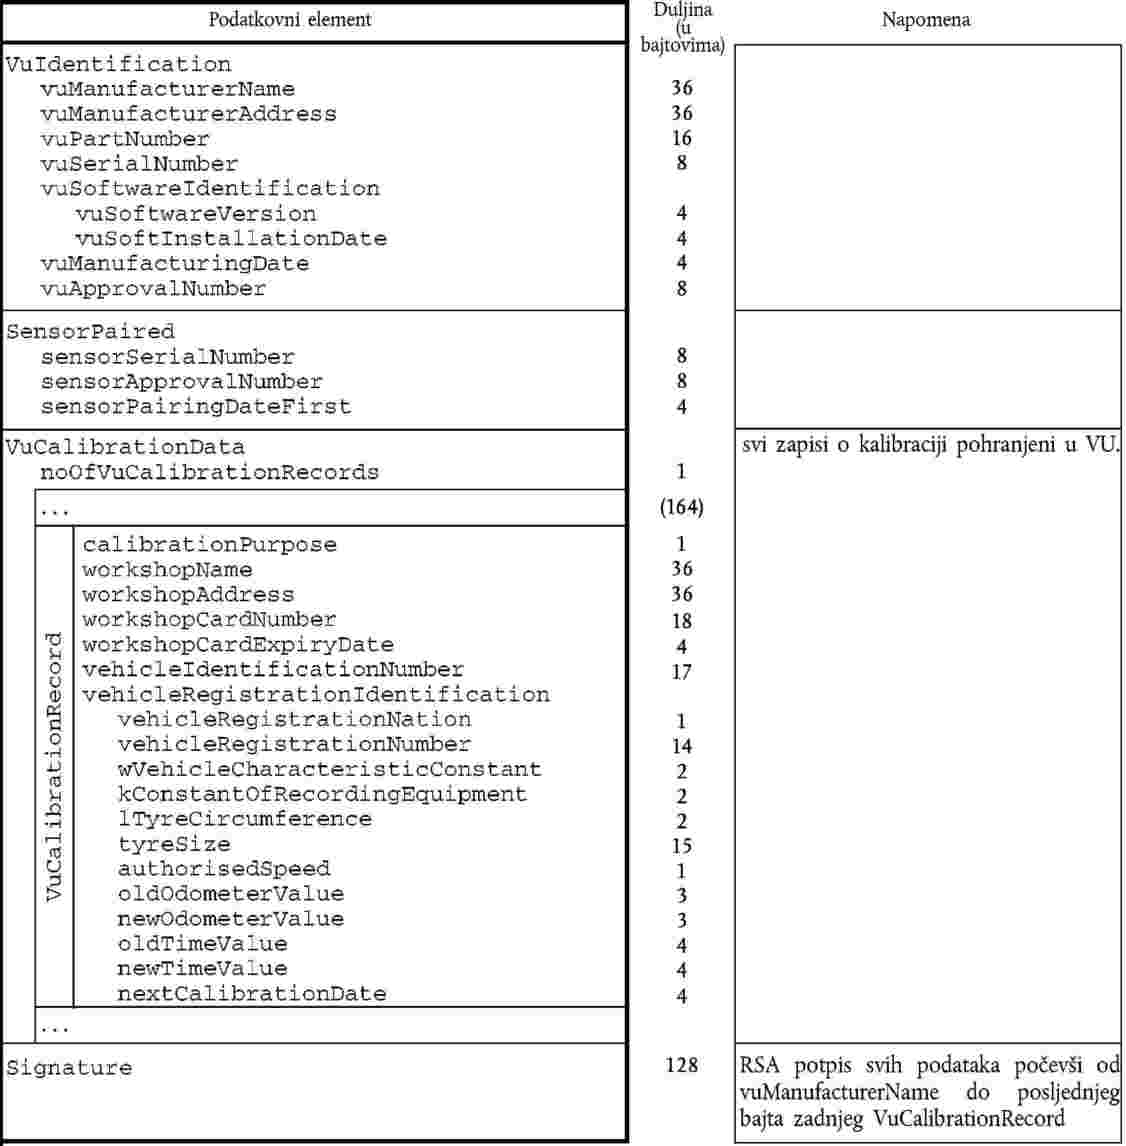 Podatkovni element Duljina (u bajtovima) Napomena
VuIdentification
vuManufacturerName 36
vuManufacturerAddress 36
vuPartNumber 16
vuSerialNumber 8
vuSoftwareIdentification
vuSoftwareVersion 4
vuSoftInstallationDate 4
vuManufacturingDate 4
vuApprovalNumber 8
SensorPaired
sensorSerialNumber 8
sensorApprovalNumber 8
sensorPairingDateFirst 4
VuCalibrationData svi zapisi o kalibraciji pohranjeni u VU.
noOfVuCalibrationRecords 1
... (164)
VuCalibrationRecord
calibrationPurpose 1
workshopName 36
workshopAddress 36
workshopCardNumber 18
workshopCardExpiryDate 4
vehicleIdentificationNumber 17
vehicleRegistrationIdentification
vehicleRegistrationNation 1
vehicleRegistrationNumber 14
wVehicleCharacteristicConstant 2
kConstantOfRecordingEquipment 2
lTyreCircumference 2
tyreSize 15
authorisedSpeed 1
oldOdometerValue 3
newOdometerValue 3
oldTimeValue 4
newTimeValue 4
nextCalibrationDate 4
...
Signature 128 RSA potpis svih podataka počevši od
vuManufacturerName do posljednjeg
bajta zadnjeg VuCalibrationRecord